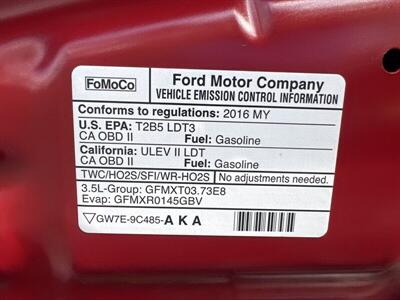 FoMoCo
Ford Motor Company
VEHICLE EMISSION CONTROL INFORMATION
Conforms to regulations: 2016 MY
U.S. EPA: T2B5 LDT3
CA OBD II Fuel: Gasoline
California: ULEV II LDT
CA OBD II Fuel: Gasoline
TWC/HO2S/SFI/WR-HO2S No adjustments needed.
3.5L-Group: GFMXT03.73E8
Evap: GFMXR0145GBV
GW7E-9C485-AKA